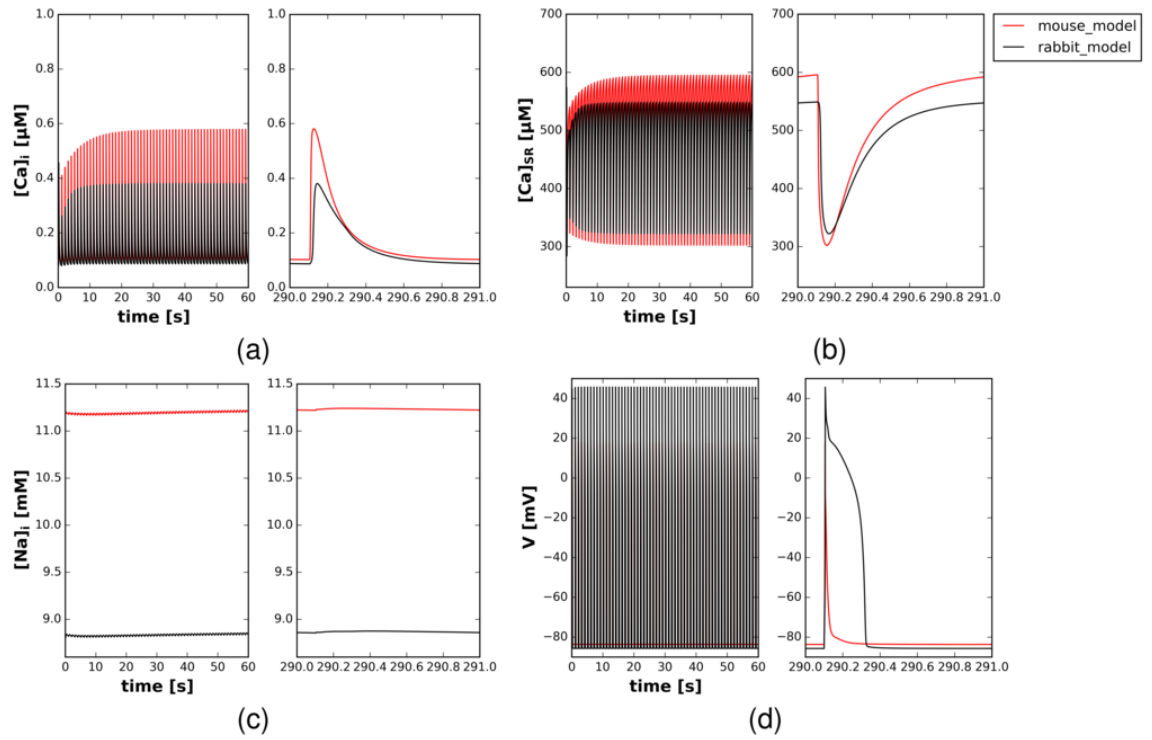 mouse_model
rabbit_model
1.0
0.8
0.6
0.4
0.2
0.0
[Ca]i [µM]
0 10 20 30 40 50 60
time [s]
1.0
0.8
0.6
0.4
0.2
0.0
290.0 290.2 290.4 290.6 290.8 291.0
(a)
700
600
500
400
300
[Ca]SR [µM]
0 10 20 30 40 50 60
time [s]
700
600
500
400
300
290.0 290.2 290.4 290.6 290.8 291.0
(b)
11.5
11.0
10.5
10.0
9.5
9.0
[Na]i [mM]
0 10 20 30 40 50 60
time [s]
11.5
11.0
10.5
10.0
9.5
9.0
290.0 290.2 290.4 290.6 290.8 291.0
(c)
40
20
0
−20
−40
−60
−80
V [mV]
0 10 20 30 40 50 60
time [s]
40
20
0
−20
−40
−60
−80
290.0 290.2 290.4 290.6 290.8 291.0
(d)